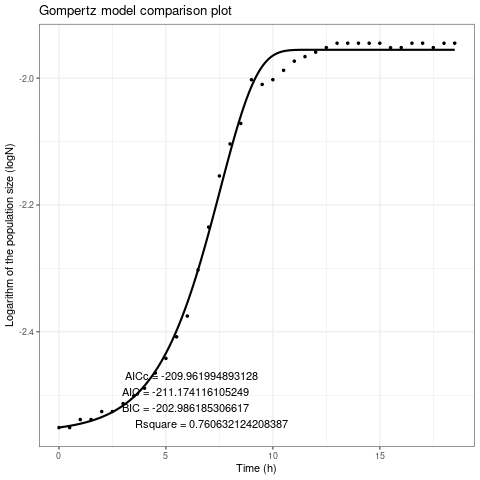 Gompertz model comparison plot
Logarithm of the population size (logN)
-2.0
-2.2
-2.4
AICc = -209.961994893128
AIC = -211.174116105249
BIC = -202.986185306617
Rsquare = 0.760632124208387
0 5 10 15
Time (h)